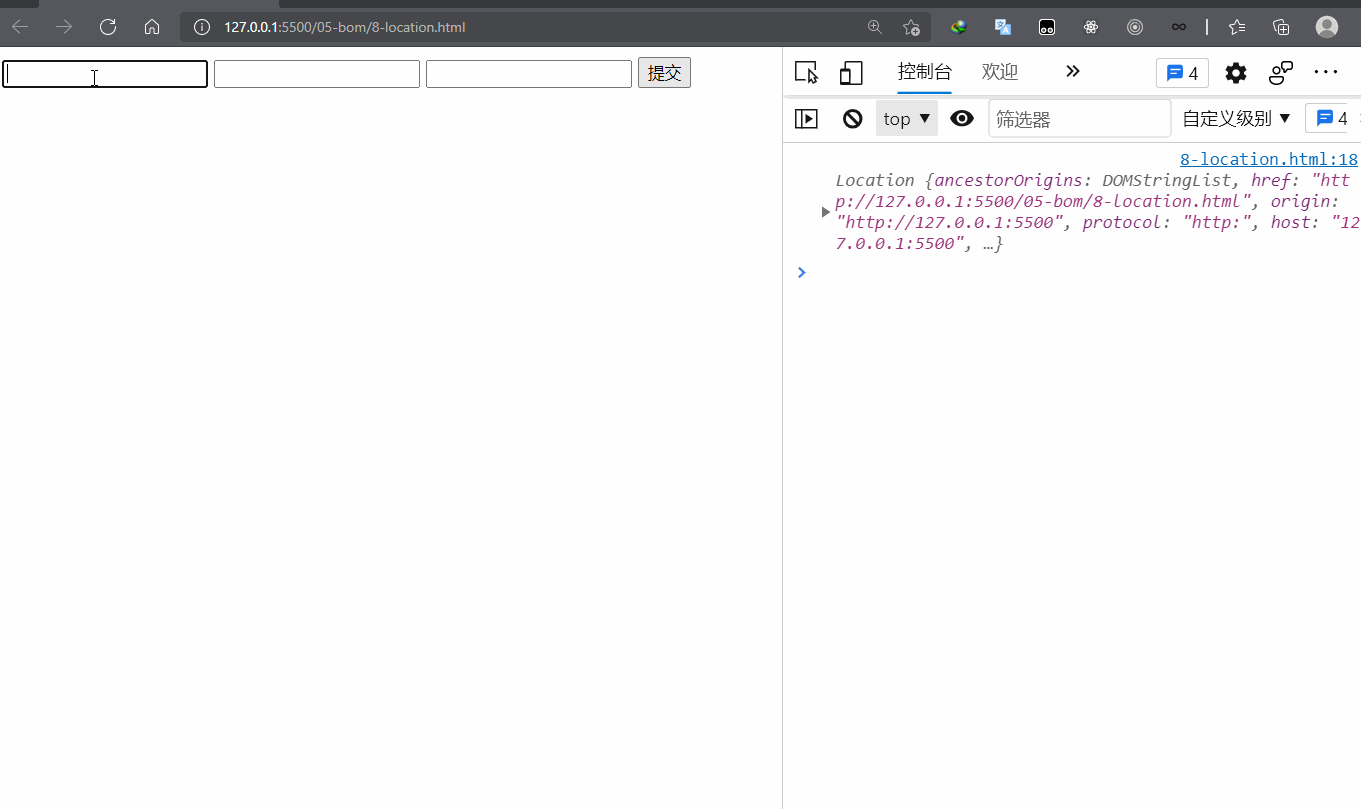 127.0.0.1:5500/05-bom/8-location.html
提交
控制台 欢迎 4
top ▼ 筛选器 自定义级别 ▼ 4
8-location.html:18
Location {ancestorOrigins: DOMStringList, href: "htt
p://127.0.0.1:5500/05-bom/8-location.html", origin:
"http://127.0.0.1:5500", protocol: "http:", host: "12
7.0.0.1:5500", …}